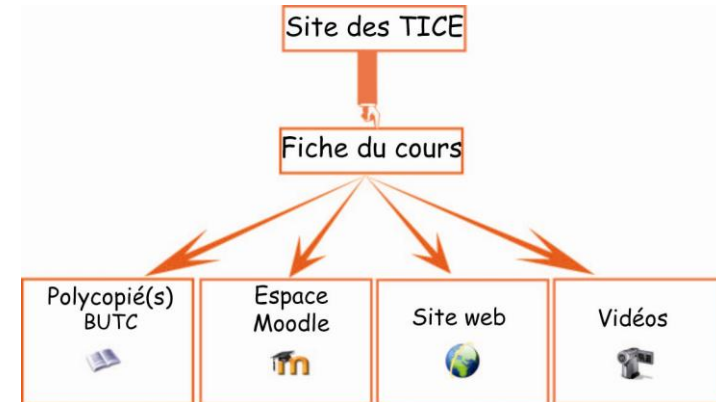 Site des TICE
Fiche du cours
Polycopié(s)
BUTC
Espace
Moodle
m
Site web
Vidéos